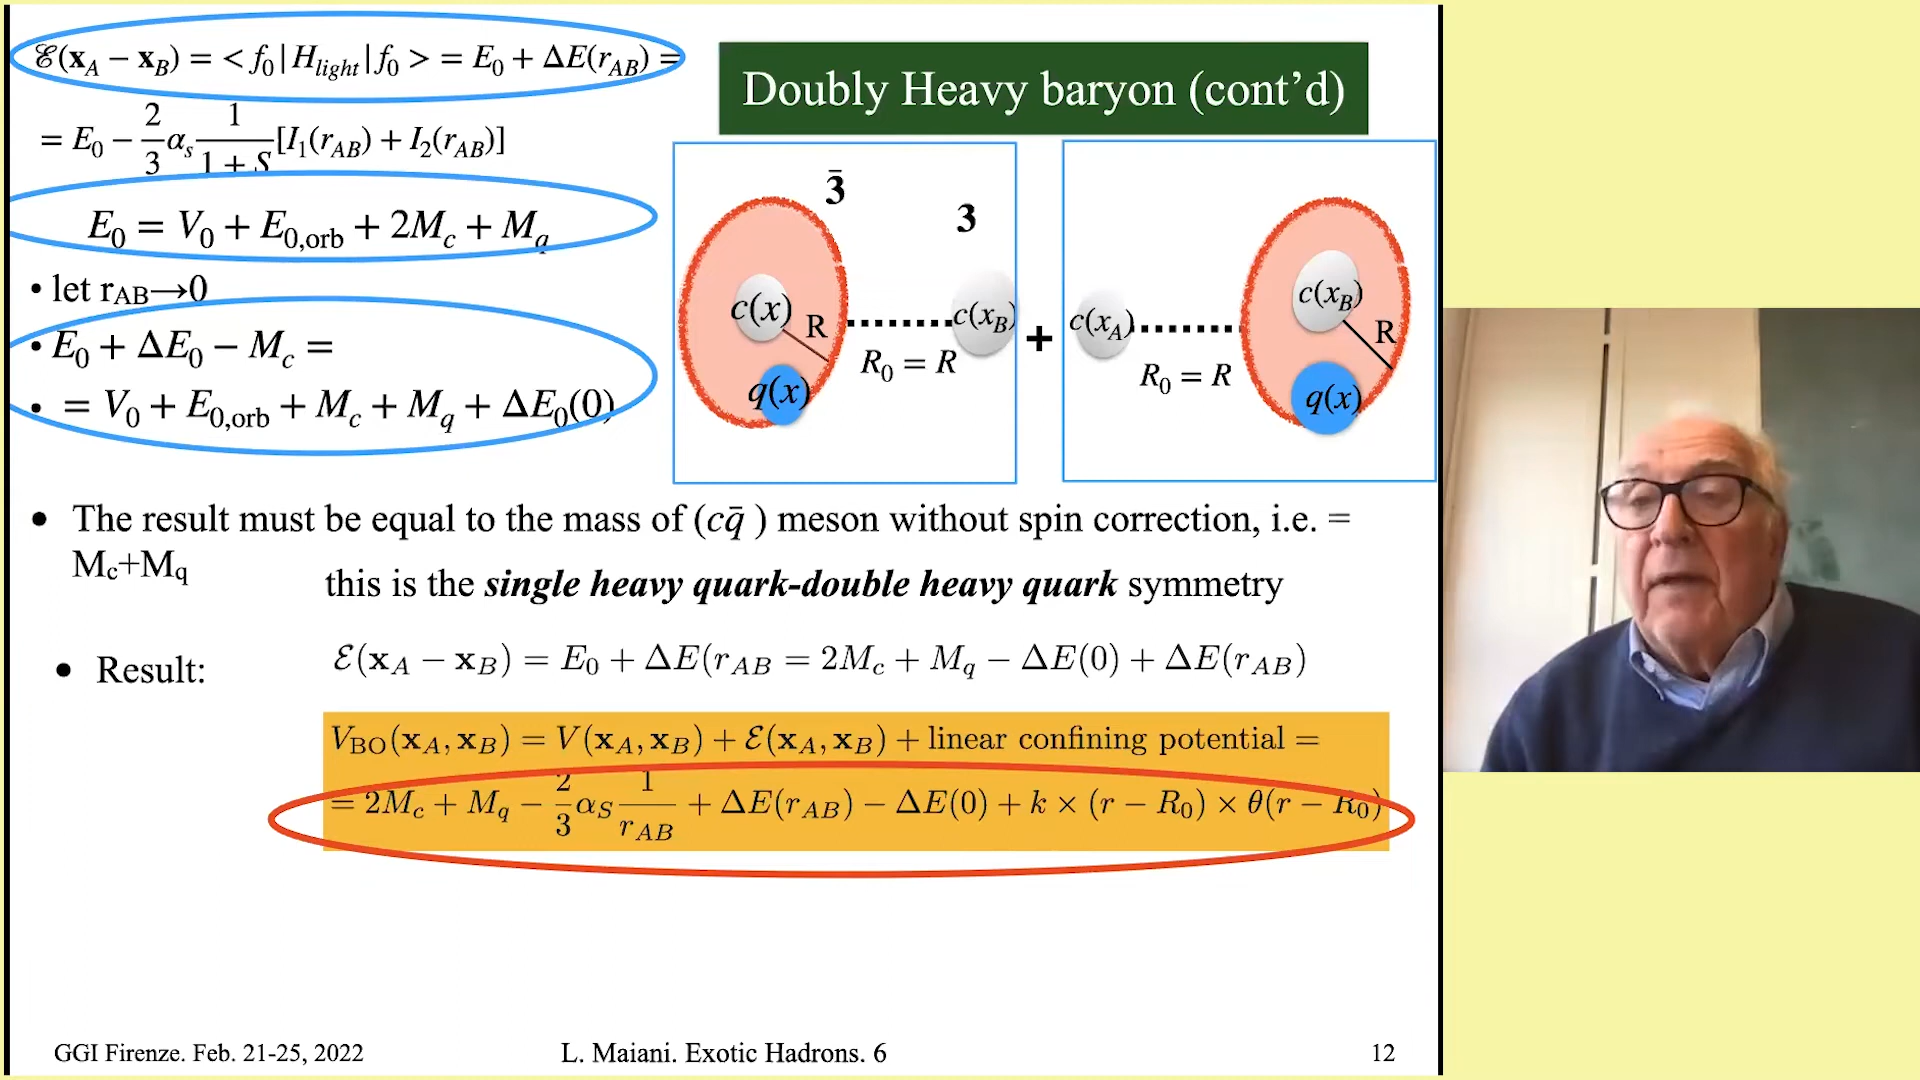 ℰ(x_A − x_B) = < f_0 | H_light | f_0 > = E_0 + ΔE(r_AB) =
= E_0 − 2/3 α_s 1/(1 + S) [I_1(r_AB) + I_2(r_AB)]
E_0 = V_0 + E_0,orb + 2M_c + M_q
• let r_AB→0
• E_0 + ΔE_0 − M_c =
• = V_0 + E_0,orb + M_c + M_q + ΔE_0(0)
Doubly Heavy baryon (cont’d)
3̄
3
c(x)
R
q(x)
R_0 = R
c(x_B)
+
c(x_A)
R_0 = R
c(x_B)
R
q(x)
• The result must be equal to the mass of (cq̄ ) meson without spin correction, i.e. =
M_c+M_q
this is the single heavy quark-double heavy quark symmetry
• Result:
ℰ(x_A − x_B) = E_0 + ΔE(r_AB = 2M_c + M_q − ΔE(0) + ΔE(r_AB)
V_BO(x_A, x_B) = V(x_A, x_B) + ℰ(x_A, x_B) + linear confining potential =
= 2M_c + M_q − 2/3 α_S 1/r_AB + ΔE(r_AB) − ΔE(0) + k × (r − R_0) × θ(r − R_0)
GGI Firenze. Feb. 21-25, 2022
L. Maiani. Exotic Hadrons. 6
12